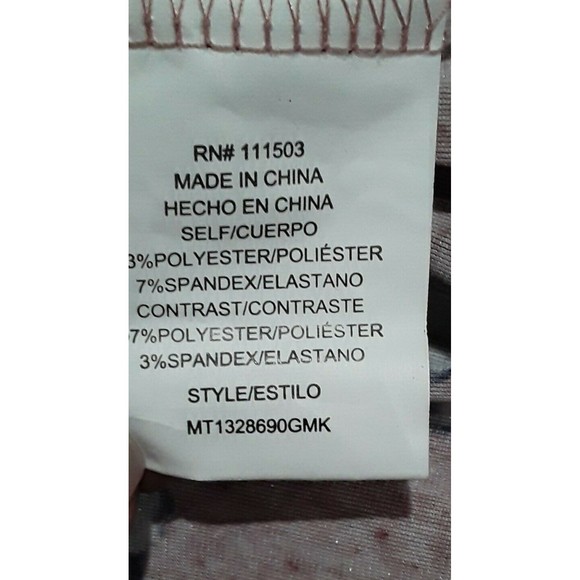 RN# 111503
MADE IN CHINA
HECHO EN CHINA
SELF/CUERPO
3%POLYESTER/POLIÉSTER
7%SPANDEX/ELASTANO
CONTRAST/CONTRASTE
7%POLYESTER/POLIÉSTER
3%SPANDEX/ELASTANO
STYLE/ESTILO
MT1328690GMK